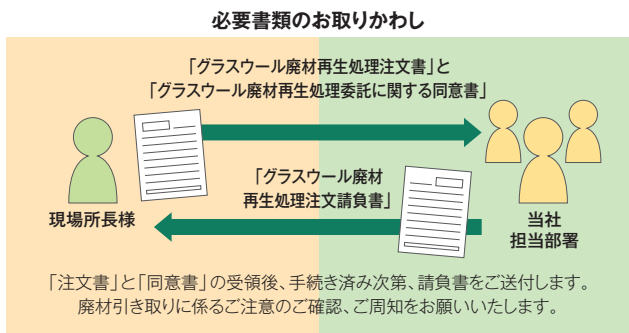 必要書類のお取りかわし
「グラスウール廃材再生処理注文書」と
「グラスウール廃材再生処理委託に関する同意書」
「グラスウール廃材
再生処理注文請負書」
現場所長様
当社
担当部署
「注文書」と「同意書」の受領後、手続き済み次第、請負書をご送付します。
廃材引き取りに係るご注意のご確認、ご周知をお願いいたします。